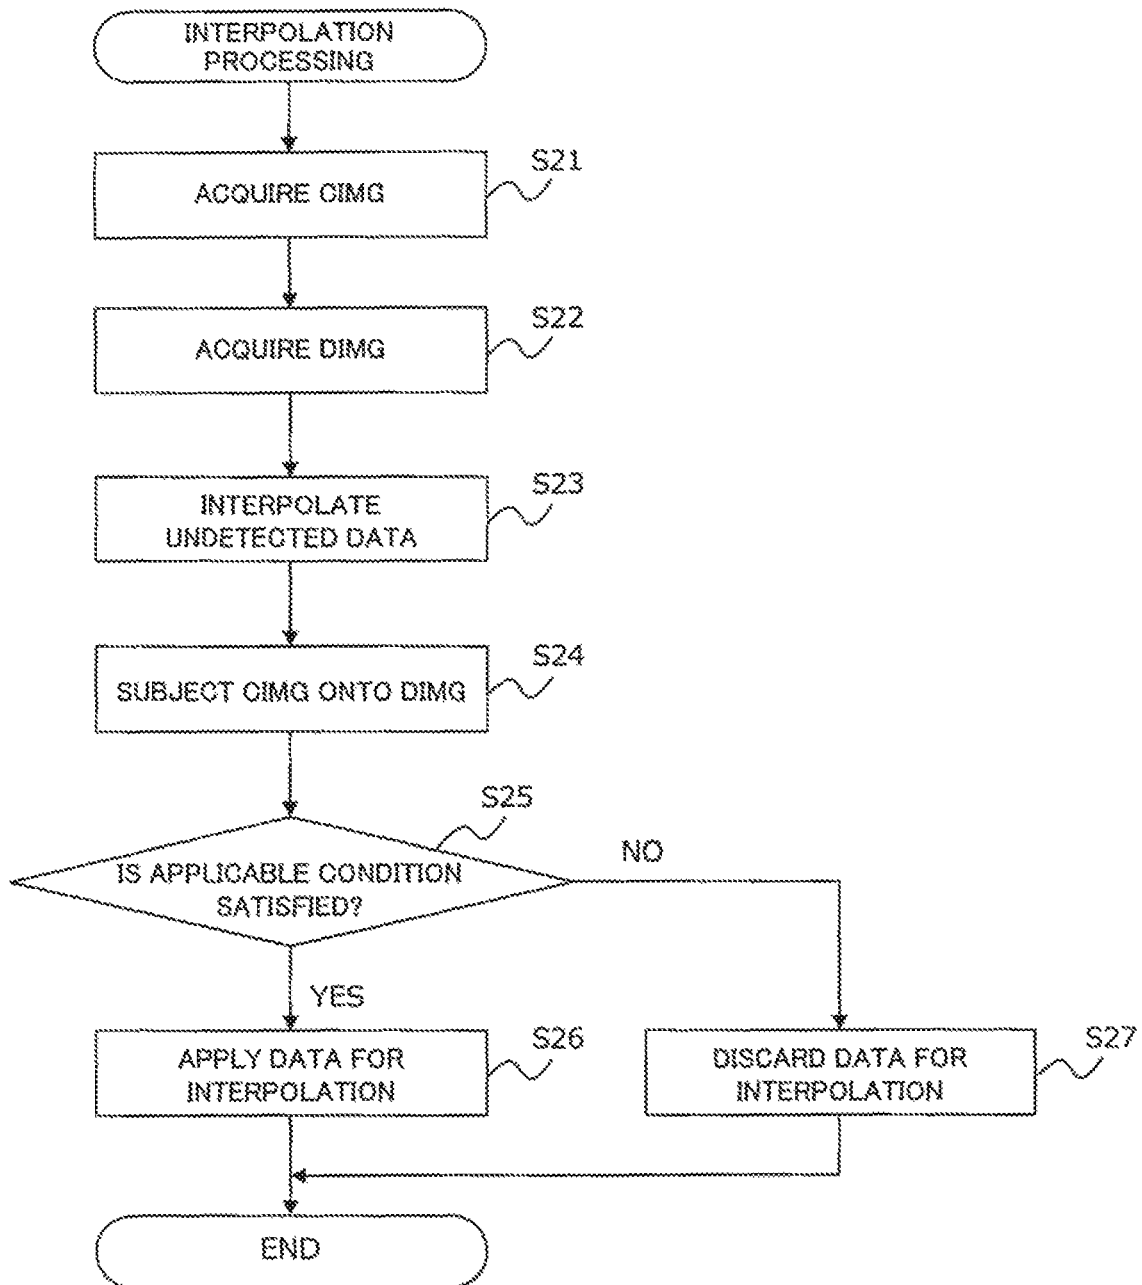 INTERPOLATION
PROCESSING
S21
ACQUIRE CIMG
S22
ACQUIRE DIMG
S23
INTERPOLATE
UNDETECTED DATA
S24
SUBJECT CIMG ONTO DIMG
S25
IS APPLICABLE CONDITION
SATISFIED?
NO
YES
S26
APPLY DATA FOR
INTERPOLATION
S27
DISCARD DATA FOR
INTERPOLATION
END